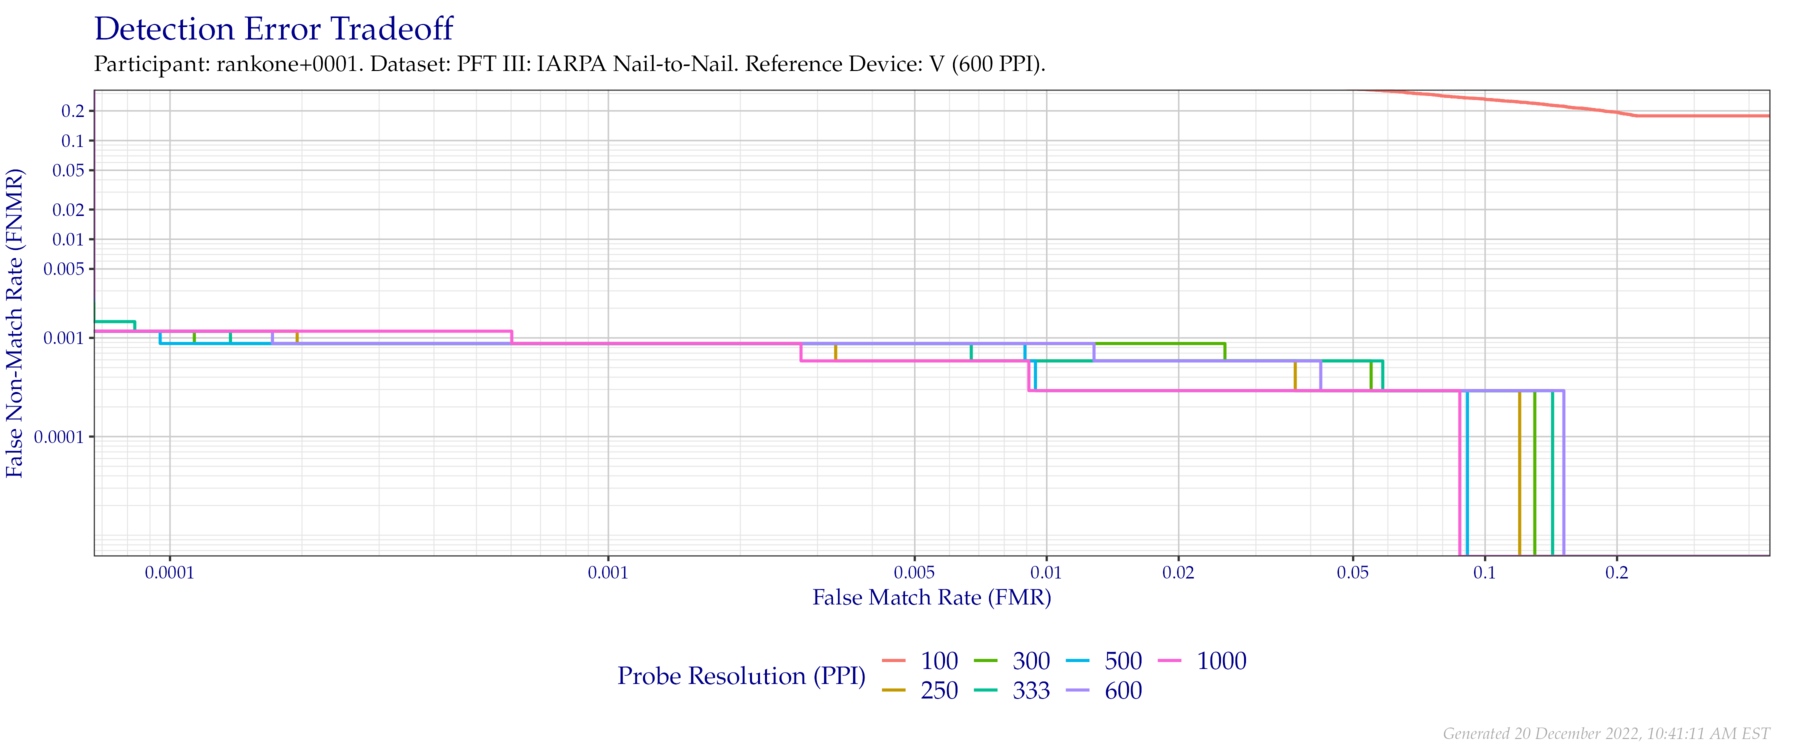 Detection Error Tradeoff
Participant: rankone+0001. Dataset: PFT III: IARPA Nail-to-Nail. Reference Device: V (600 PPI).
False Non-Match Rate (FNMR)
0.2
0.1
0.05
0.02
0.01
0.005
0.001
0.0001
0.0001 0.001 0.005 0.01 0.02 0.05 0.1 0.2
False Match Rate (FMR)
Probe Resolution (PPI)
100 300 500 1000
250 333 600
Generated 20 December 2022, 10:41:11 AM EST